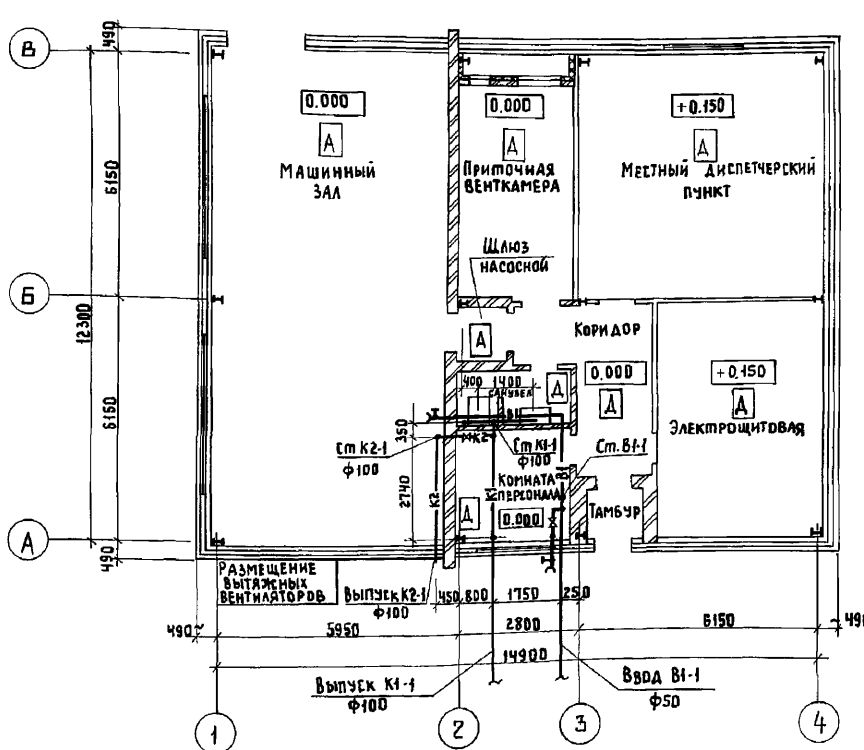 490
В
0.000
0.000
+0.150
А
Д
Д
МАШИННЫЙ
ЗАЛ
ПРИТОЧНАЯ
ВЕНТКАМЕРА
МЕСТНЫЙ ДИСПЕТЧЕРСКИЙ
ПУНКТ
6150
ШЛЮЗ
НАСОСНОЙ
Б
12300
КОРИДОР
А
400
1400
САНУЗЕЛ
Д
0.000
Д
+0.150
Д
ЭЛЕКТРОЩИТОВАЯ
6150
350
В1
К2
Ст К2-1
ф100
Ст К1-1
ф100
Ст. В1-1
2740
К2
К1
В1
КОМНАТА
ПЕРСОНАЛА
Д
0.000
ТАМБУР
А
490
РАЗМЕЩЕНИЕ
ВЫТЯЖНЫХ
ВЕНТИЛЯТОРОВ
ВЫПУСК К2-1
ф100
450
800
1750
250
490
5950
2800
6150
490
14900
ВЫПУСК К1-1
ф100
ВВОД В1-1
ф50
1
2
3
4